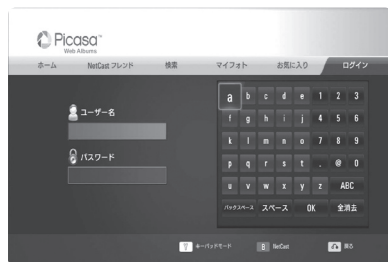 Picasa™
Web Albums
ホーム NetCast フレンド 検索 マイフォト お気に入り ログイン
ユーザー名
パスワード
a b c d e 1 2 3
f g h i j 4 5 6
k l m n o 7 8 9
p q r s t . @ 0
u v w x y z ABC
バックスペース スペース OK 全消去
キーパッドモード B NetCast 戻る